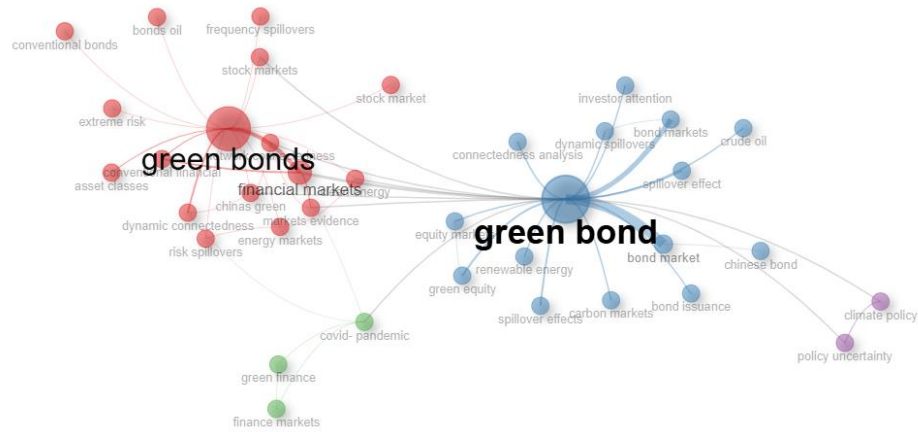 conventional bonds
bonds oil
frequency spillovers
stock markets
stock market
extreme risk
green bonds
asset classes
conventional financial
financial markets
energy
chinas green
dynamic connectedness
markets evidence
energy markets
risk spillovers
investor attention
dynamic spillovers
bond markets
crude oil
connectedness analysis
spillover effect
green bond
bond market
renewable energy
green equity
chinese bond
spillover effects
carbon markets
bond issuance
climate policy
policy uncertainty
covid- pandemic
green finance
finance markets